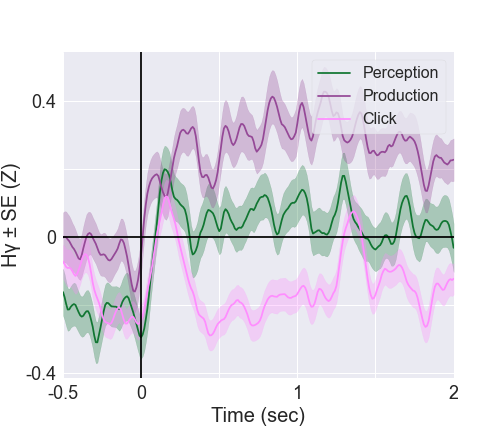 Perception
Production
Click
Hγ ± SE (Z)
0.4
0
-0.4
-0.5
0
1
2
Time (sec)